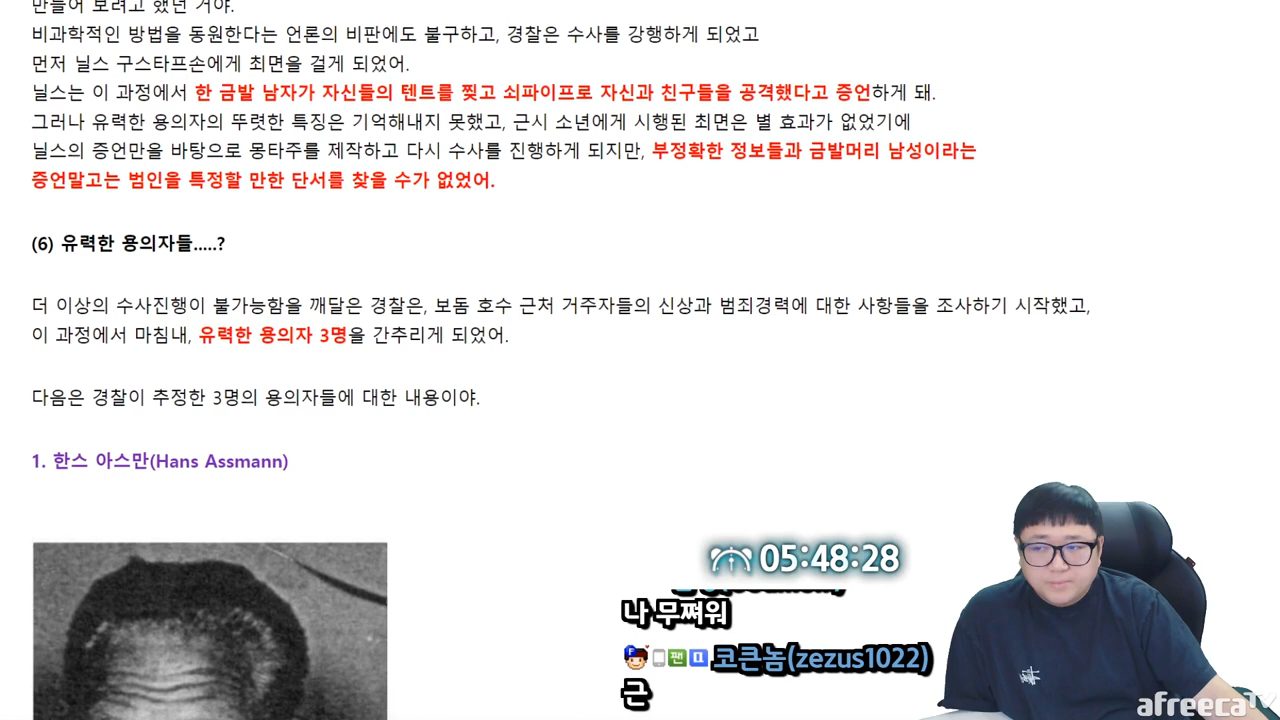 만들어 보려고 했던 거야.
비과학적인 방법을 동원한다는 언론의 비판에도 불구하고, 경찰은 수사를 강행하게 되었고
먼저 닐스 구스타프손에게 최면을 걸게 되었어.
닐스는 이 과정에서 한 금발 남자가 자신들의 텐트를 찢고 쇠파이프로 자신과 친구들을 공격했다고 증언하게 돼.
그러나 유력한 용의자의 뚜렷한 특징은 기억해내지 못했고, 근시 소년에게 시행된 최면은 별 효과가 없었기에
닐스의 증언만을 바탕으로 몽타주를 제작하고 다시 수사를 진행하게 되지만, 부정확한 정보들과 금발머리 남성이라는
증언말고는 범인을 특정할 만한 단서를 찾을 수가 없었어.
(6) 유력한 용의자들.....?
더 이상의 수사진행이 불가능함을 깨달은 경찰은, 보돔 호수 근처 거주자들의 신상과 범죄경력에 대한 사항들을 조사하기 시작했고,
이 과정에서 마침내, 유력한 용의자 3명을 간추리게 되었어.
다음은 경찰이 추정한 3명의 용의자들에 대한 내용이야.
1. 한스 아스만(Hans Assmann)
05:48:28
나 무쪄워
F 팬 코큰놈(zezus1022)
근
afreecaTV